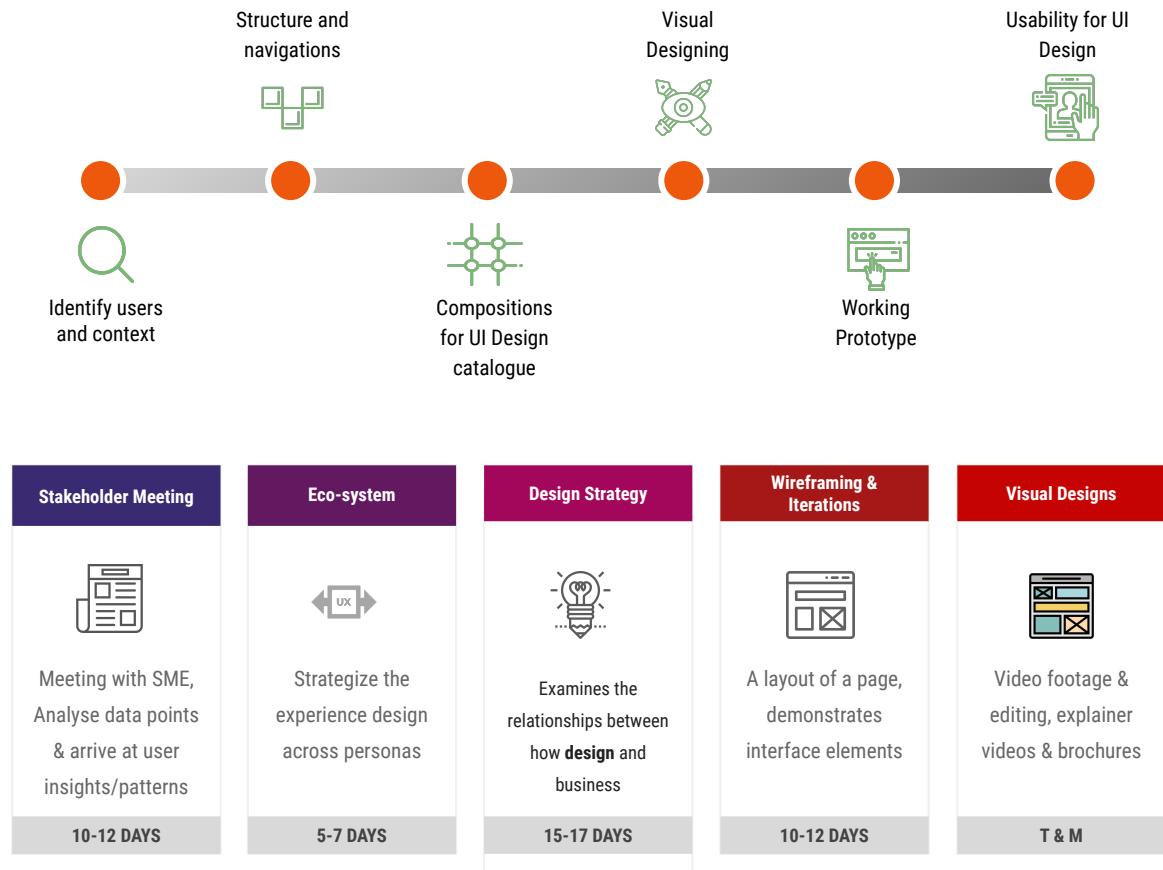 Structure and
navigations
Visual
Designing
Usability for UI
Design
Identify users
and context
Compositions
for UI Design
catalogue
Working
Prototype
Stakeholder Meeting
Meeting with SME,
Analyse data points
& arrive at user
insights/patterns
10-12 DAYS
Eco-system
UX
Strategize the
experience design
across personas
5-7 DAYS
Design Strategy
Examines the
relationships between
how design and
business
15-17 DAYS
Wireframing &
Iterations
A layout of a page,
demonstrates
interface elements
10-12 DAYS
Visual Designs
Video footage &
editing, explainer
videos & brochures
T & M